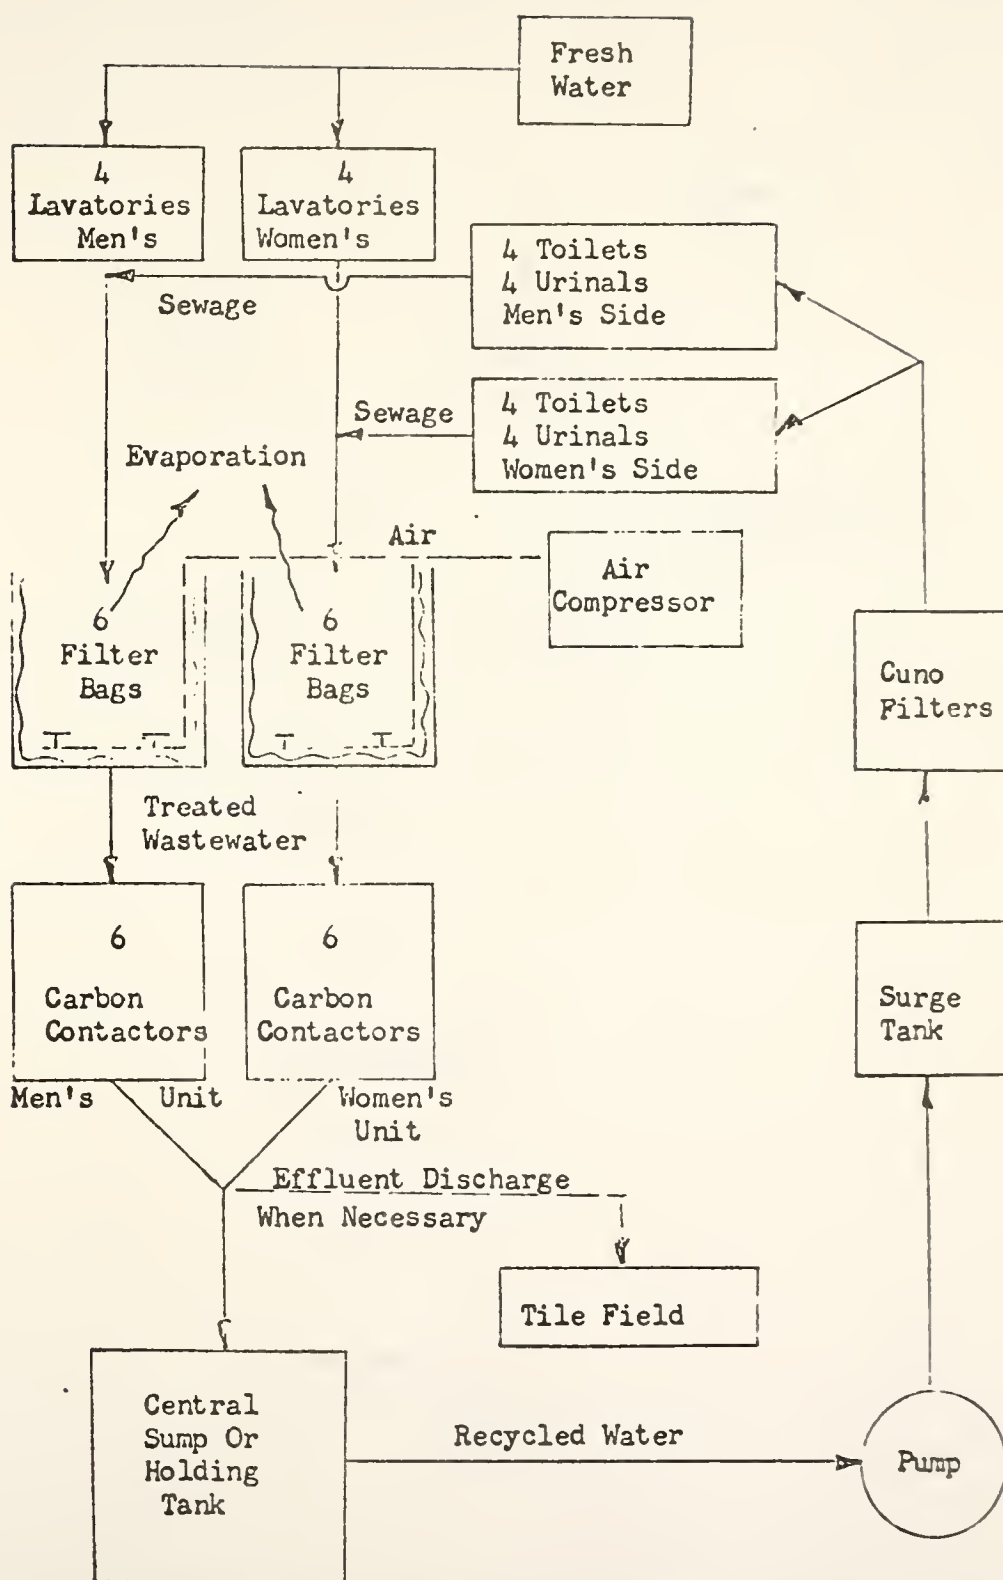 Fresh
Water
4
Lavatories
Men's
4
Lavatories
Women's
4 Toilets
4 Urinals
Men's Side
Sewage
4 Toilets
4 Urinals
Women's Side
Sewage
Evaporation
Air
Air
Compressor
6
Filter
Bags
6
Filter
Bags
Cuno
Filters
Treated
Wastewater
6
Carbon
Contactors
6
Carbon
Contactors
Surge
Tank
Men's Unit
Women's
Unit
Effluent Discharge
When Necessary
Tile Field
Central
Sump Or
Holding
Tank
Recycled Water
Pump